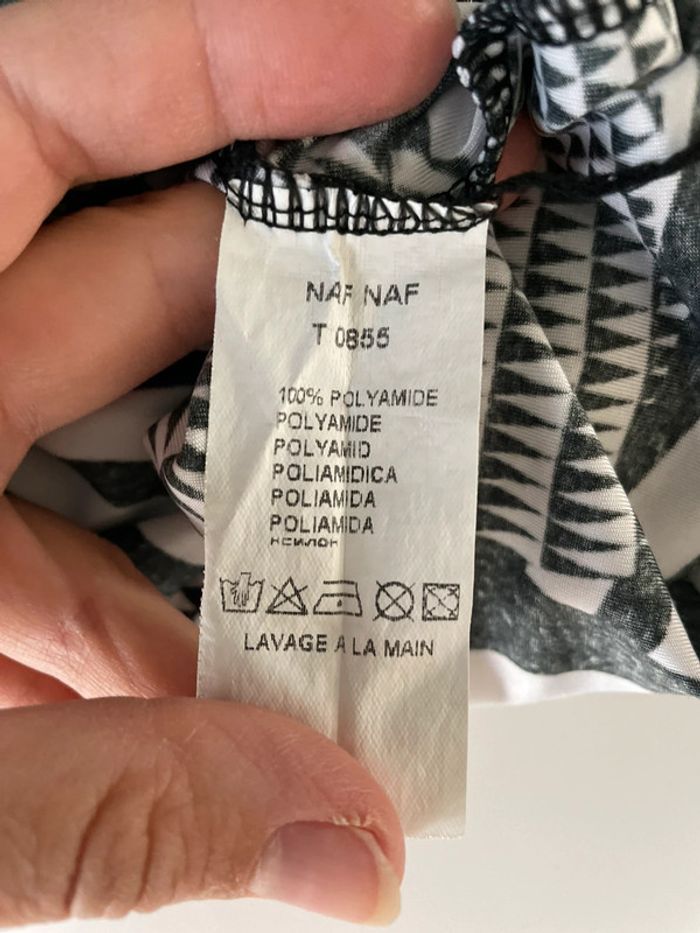 NAF NAF
T 0855
100% POLYAMIDE
POLYAMIDE
POLYAMID
POLIAMIDICA
POLIAMIDA
POLIAMIDA
LAVAGE A LA MAIN